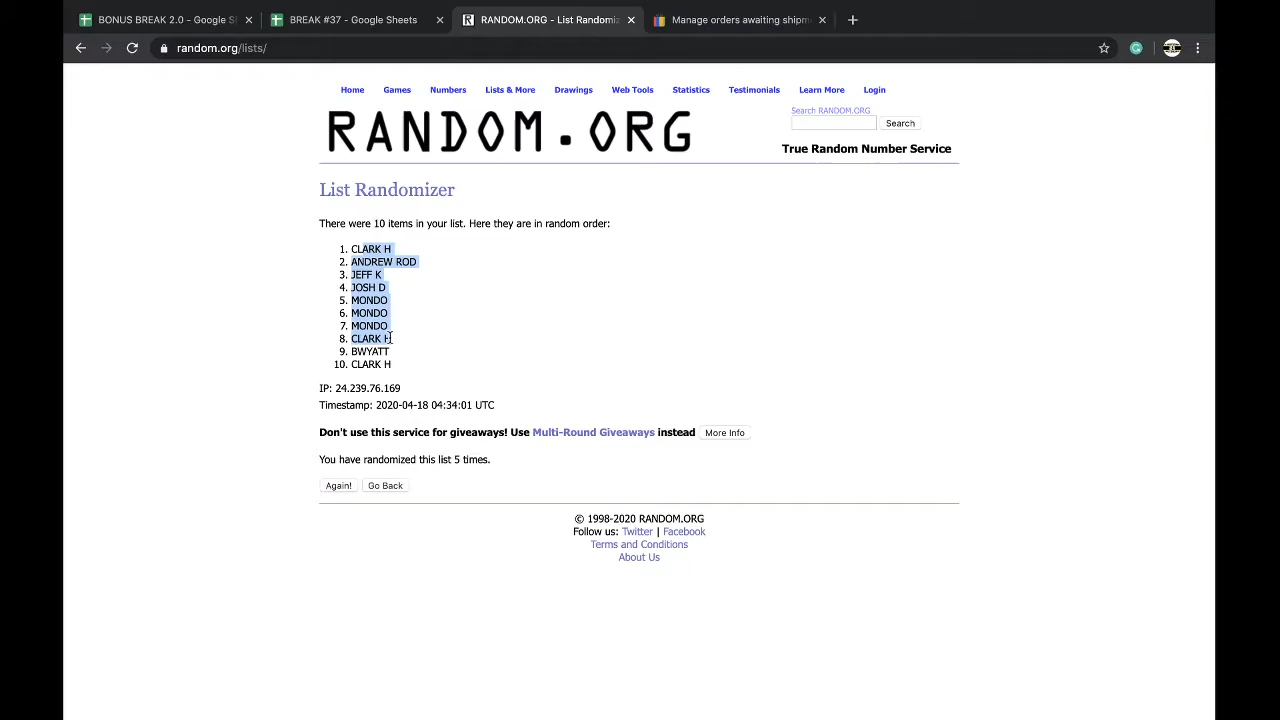 BONUS BREAK 2.0 - Google S
BREAK #37 - Google Sheets
RANDOM.ORG - List Randomiz
Manage orders awaiting shipm
random.org/lists/
Home Games Numbers Lists & More Drawings Web Tools Statistics Testimonials Learn More Login
RANDOM.ORG
Search RANDOM.ORG
Search
True Random Number Service
List Randomizer
There were 10 items in your list. Here they are in random order:
1. CLARK H
2. ANDREW ROD
3. JEFF K
4. JOSH D
5. MONDO
6. MONDO
7. MONDO
8. CLARK H
9. BWYATT
10. CLARK H
IP: 24.239.76.169
Timestamp: 2020-04-18 04:34:01 UTC
Don't use this service for giveaways! Use Multi-Round Giveaways instead More Info
You have randomized this list 5 times.
Again! Go Back
© 1998-2020 RANDOM.ORG
Follow us: Twitter | Facebook
Terms and Conditions
About Us